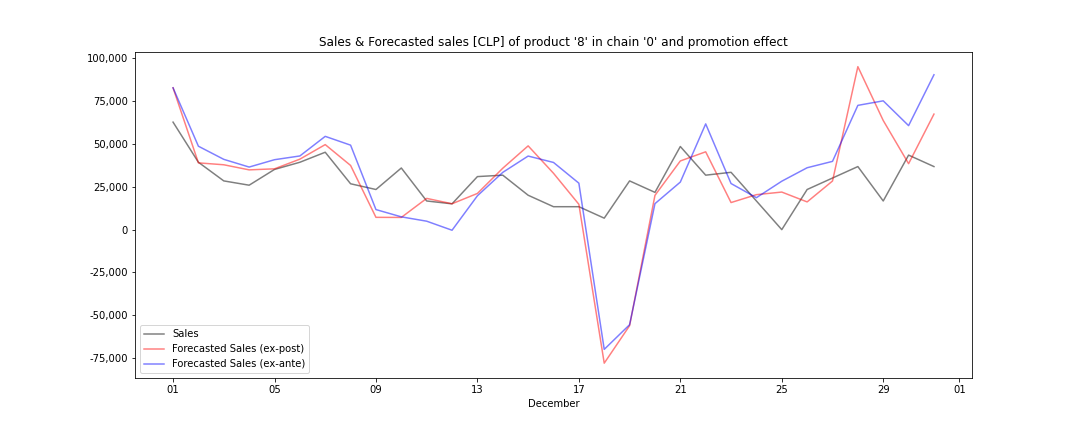 Sales & Forecasted sales [CLP] of product '8' in chain '0' and promotion effect
100,000
75,000
50,000
25,000
0
-25,000
-50,000
-75,000
Sales
Forecasted Sales (ex-post)
Forecasted Sales (ex-ante)
01 05 09 13 17 21 25 29 01
December